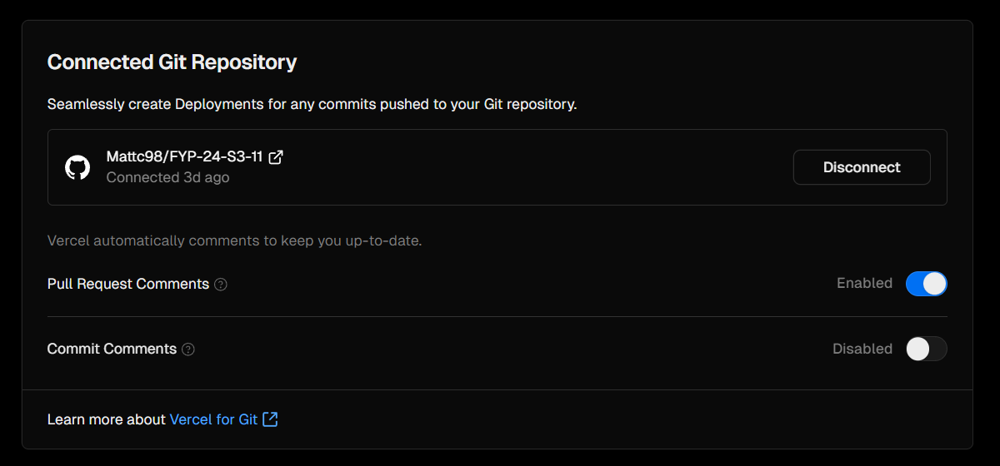 Connected Git Repository
Seamlessly create Deployments for any commits pushed to your Git repository.
Mattc98/FYP-24-S3-11
Connected 3d ago
Disconnect
Vercel automatically comments to keep you up-to-date.
Pull Request Comments ?
Enabled
Commit Comments ?
Disabled
Learn more about Vercel for Git